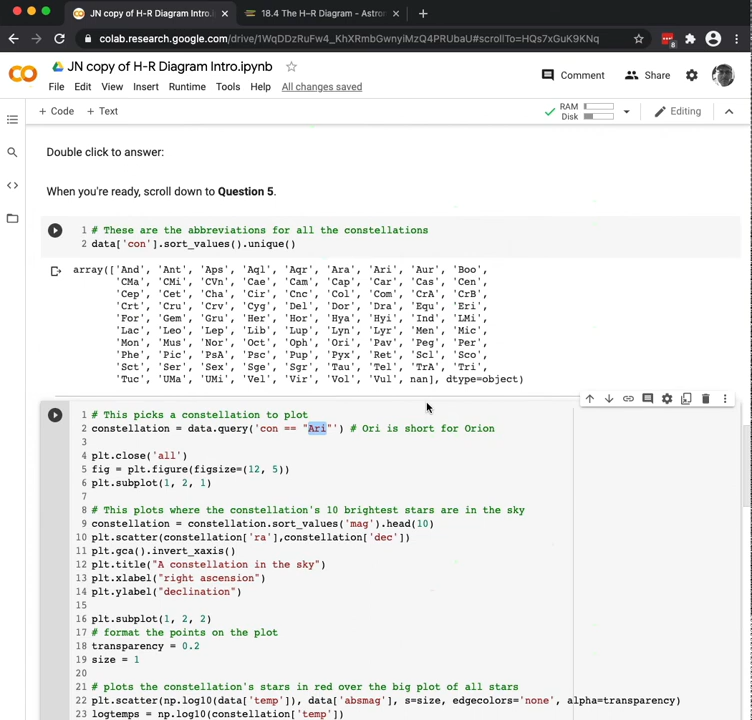 JN copy of H-R Diagram Intro.i
18.4 The H–R Diagram - Astro
colab.research.google.com/drive/1WqDDzRuFw4_KhXRmbGwnyiMzQ4PRUbaU#scrollTo=HQs7xGuK9KNq
8
JN copy of H-R Diagram Intro.ipynb
Comment
Share
File Edit View Insert Runtime Tools Help All changes saved
+ Code + Text
RAM
Disk
Editing
Double click to answer:
When you're ready, scroll down to Question 5.
1 # These are the abbreviations for all the constellations
2 data['con'].sort_values().unique()
array(['And', 'Ant', 'Aps', 'Aql', 'Aqr', 'Ara', 'Ari', 'Aur', 'Boo',
'CMa', 'CMi', 'CVn', 'Cae', 'Cam', 'Cap', 'Car', 'Cas', 'Cen',
'Cep', 'Cet', 'Cha', 'Cir', 'Cnc', 'Col', 'Com', 'CrA', 'CrB',
'Crt', 'Cru', 'Crv', 'Cyg', 'Del', 'Dor', 'Dra', 'Equ', 'Eri',
'For', 'Gem', 'Gru', 'Her', 'Hor', 'Hya', 'Hyi', 'Ind', 'LMi',
'Lac', 'Leo', 'Lep', 'Lib', 'Lup', 'Lyn', 'Lyr', 'Men', 'Mic',
'Mon', 'Mus', 'Nor', 'Oct', 'Oph', 'Ori', 'Pav', 'Peg', 'Per',
'Phe', 'Pic', 'PsA', 'Psc', 'Pup', 'Pyx', 'Ret', 'Scl', 'Sco',
'Sct', 'Ser', 'Sex', 'Sge', 'Sgr', 'Tau', 'Tel', 'TrA', 'Tri',
'Tuc', 'UMa', 'UMi', 'Vel', 'Vir', 'Vol', 'Vul', nan], dtype=object)
1 # This picks a constellation to plot
2 constellation = data.query('con == "Ari"') # Ori is short for Orion
3
4 plt.close('all')
5 fig = plt.figure(figsize=(12, 5))
6 plt.subplot(1, 2, 1)
7
8 # This plots where the constellation's 10 brightest stars are in the sky
9 constellation = constellation.sort_values('mag').head(10)
10 plt.scatter(constellation['ra'],constellation['dec'])
11 plt.gca().invert_xaxis()
12 plt.title("A constellation in the sky")
13 plt.xlabel("right ascension")
14 plt.ylabel("declination")
15
16 plt.subplot(1, 2, 2)
17 # format the points on the plot
18 transparency = 0.2
19 size = 1
20
21 # plots the constellation's stars in red over the big plot of all stars
22 plt.scatter(np.log10(data['temp']), data['absmag'], s=size, edgecolors='none', alpha=transparency)
23 logtemps = np.log10(constellation['temp'])